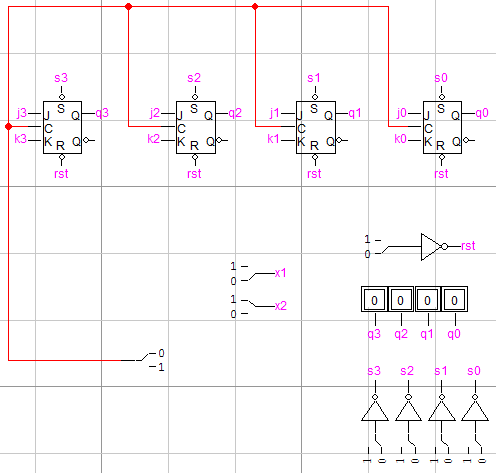 s3 s2 s1 s0
j3 J S Q q3 j2 J S Q q2 j1 J S Q q1 j0 J S Q q0
C C C C
k3 K R Q k2 K R Q k1 K R Q k0 K R Q
rst rst rst rst
1
0 rst
1
0 x1
1
0 x2
0 0 0 0
q3 q2 q1 q0
0
1
s3 s2 s1 s0
1 0 1 0 1 0 1 0